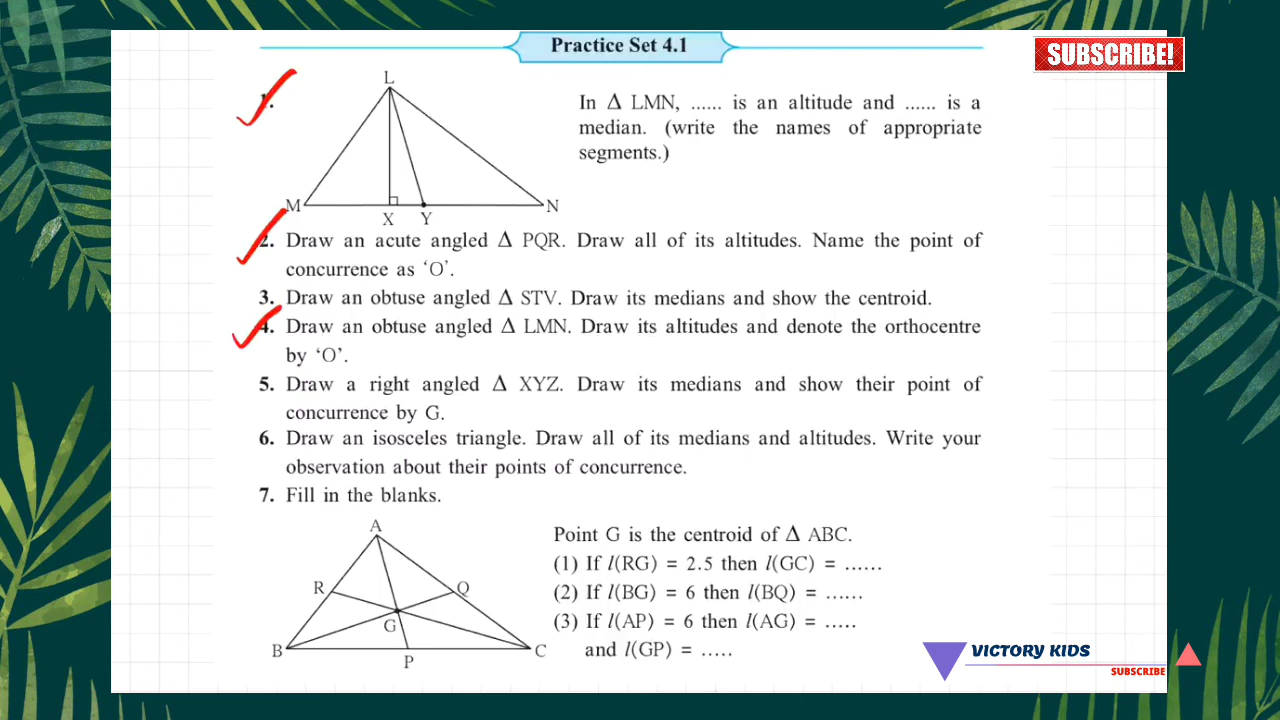 Practice Set 4.1
SUBSCRIBE!
1.
L
M
X
Y
N
In Δ LMN, ...... is an altitude and ...... is a
median. (write the names of appropriate
segments.)
2. Draw an acute angled Δ PQR. Draw all of its altitudes. Name the point of
concurrence as ‘O’.
3. Draw an obtuse angled Δ STV. Draw its medians and show the centroid.
4. Draw an obtuse angled Δ LMN. Draw its altitudes and denote the orthocentre
by ‘O’.
5. Draw a right angled Δ XYZ. Draw its medians and show their point of
concurrence by G.
6. Draw an isosceles triangle. Draw all of its medians and altitudes. Write your
observation about their points of concurrence.
7. Fill in the blanks.
A
R
Q
G
B
P
C
Point G is the centroid of Δ ABC.
(1) If l(RG) = 2.5 then l(GC) = ......
(2) If l(BG) = 6 then l(BQ) = ......
(3) If l(AP) = 6 then l(AG) = .....
and l(GP) = .....
VICTORY KIDS
SUBSCRIBE